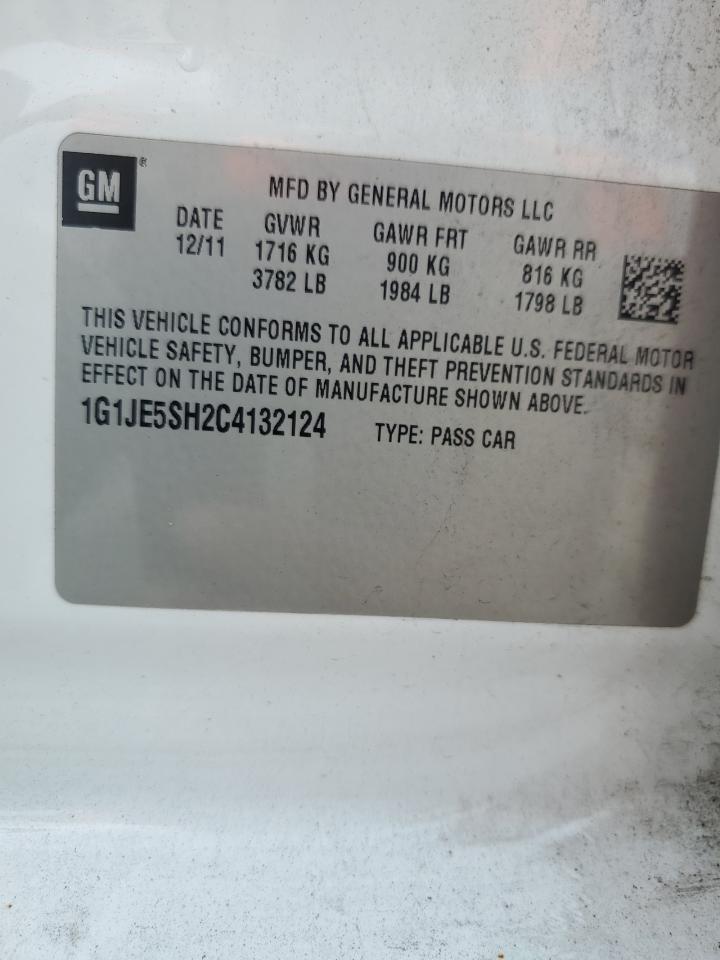 GM®
MFD BY GENERAL MOTORS LLC
DATE GVWR GAWR FRT GAWR RR
12/11 1716 KG 900 KG 816 KG
3782 LB 1984 LB 1798 LB
THIS VEHICLE CONFORMS TO ALL APPLICABLE U.S. FEDERAL MOTOR
VEHICLE SAFETY, BUMPER, AND THEFT PREVENTION STANDARDS IN
EFFECT ON THE DATE OF MANUFACTURE SHOWN ABOVE.
1G1JE5SH2C4132124 TYPE: PASS CAR